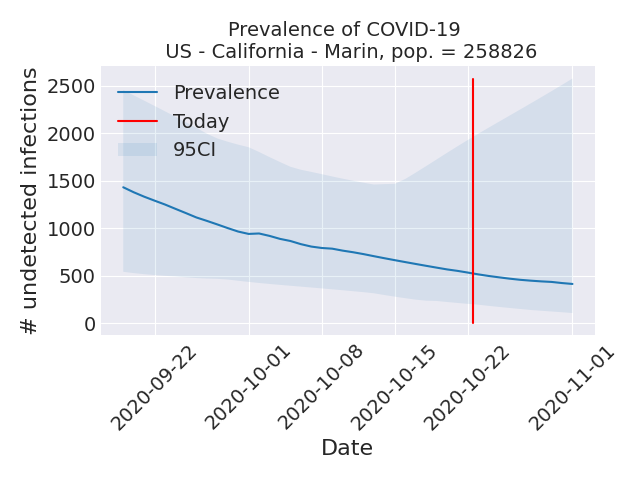 Prevalence of COVID-19
US - California - Marin, pop. = 258826
# undetected infections
2500
2000
1500
1000
500
0
Prevalence
Today
95CI
2020-09-22
2020-10-01
2020-10-08
2020-10-15
2020-10-22
2020-11-01
Date